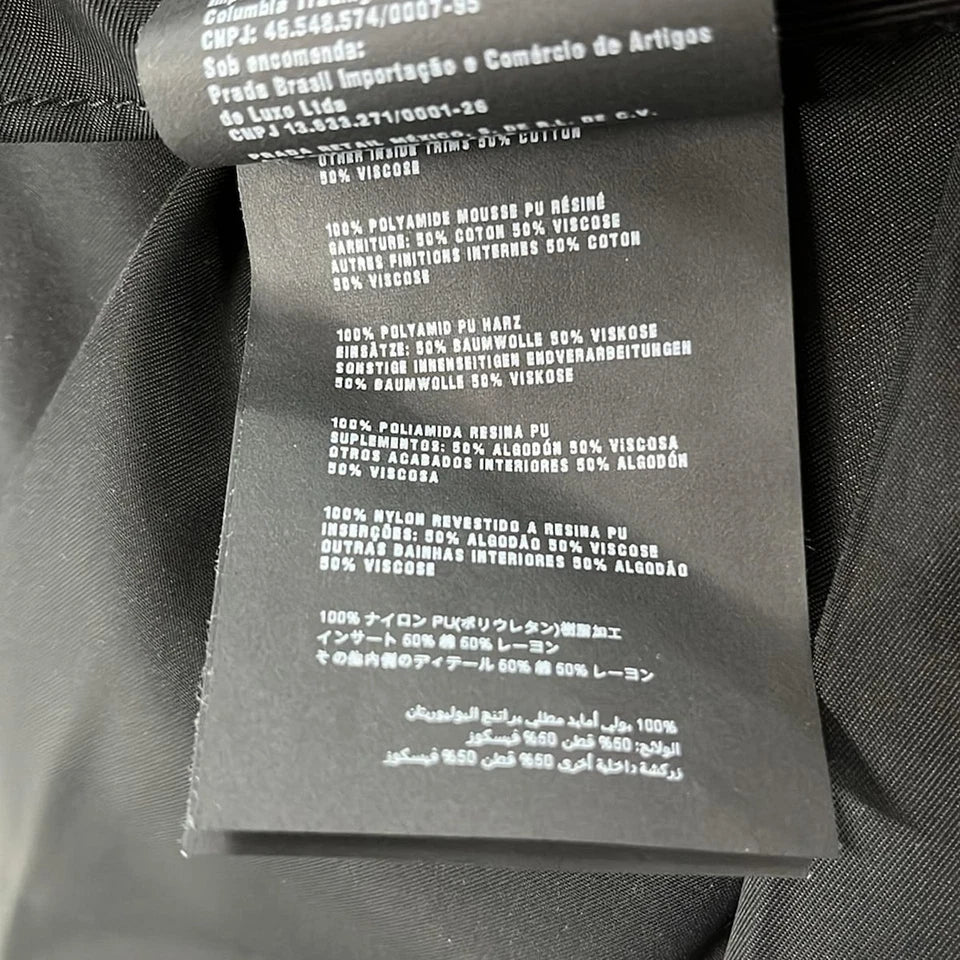 Columbia Trading
CNPJ: 46.548.574/0007-95
Sob encomenda:
Prada Brasil Importação e Comércio de Artigos
de Luxo Ltda
CNPJ 13.633.271/0001-26
PRADA RETAIL MÉXICO, S. DE R.L. DE C.V.
OTHER INSIDE TRIMS 50% COTTON
50% VISCOSE
100% POLYAMIDE MOUSSE PU RÉSINÉ
GARNITURE: 50% COTON 50% VISCOSE
AUTRES FINITIONS INTERNES 50% COTON
50% VISCOSE
100% POLYAMID PU HARZ
EINSÄTZE: 50% BAUMWOLLE 50% VISKOSE
SONSTIGE INNENSEITIGEN ENDVERARBEITUNGEN
50% BAUMWOLLE 50% VISKOSE
100% POLIAMIDA RESINA PU
SUPLEMENTOS: 50% ALGODÓN 50% VISCOSA
OTROS ACABADOS INTERIORES 50% ALGODÓN
50% VISCOSA
100% NYLON REVESTIDO A RESINA PU
INSERÇÕES: 50% ALGODÃO 50% VISCOSE
OUTRAS BAINHAS INTERIORES 50% ALGODÃO
50% VISCOSE
100% ナイロン PU(ポリウレタン)樹脂加工
インサート 50% 綿 50% レーヨン
その他内側のディテール 50% 綿 50% レーヨン
100% بولي أمايد مطلي براتنج البوليوريتان
الولائج: 50% قطن 50% فيسكوز
زركشة داخلية أخرى 50% قطن 50% فيسكوز